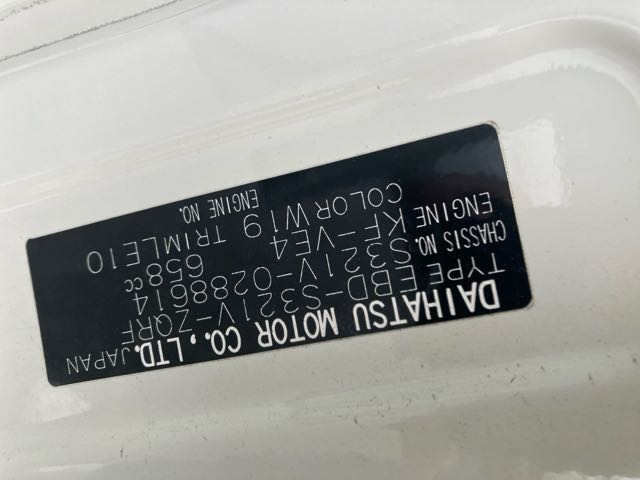 DAIHATSU MOTOR CO., LTD. JAPAN
TYPE EBD-S321V-ZQRF
CHASSIS NO. S321V-0288614
ENGINE KF-VE4 658cc
COLOR W19 TRIM LE10
ENGINE NO.